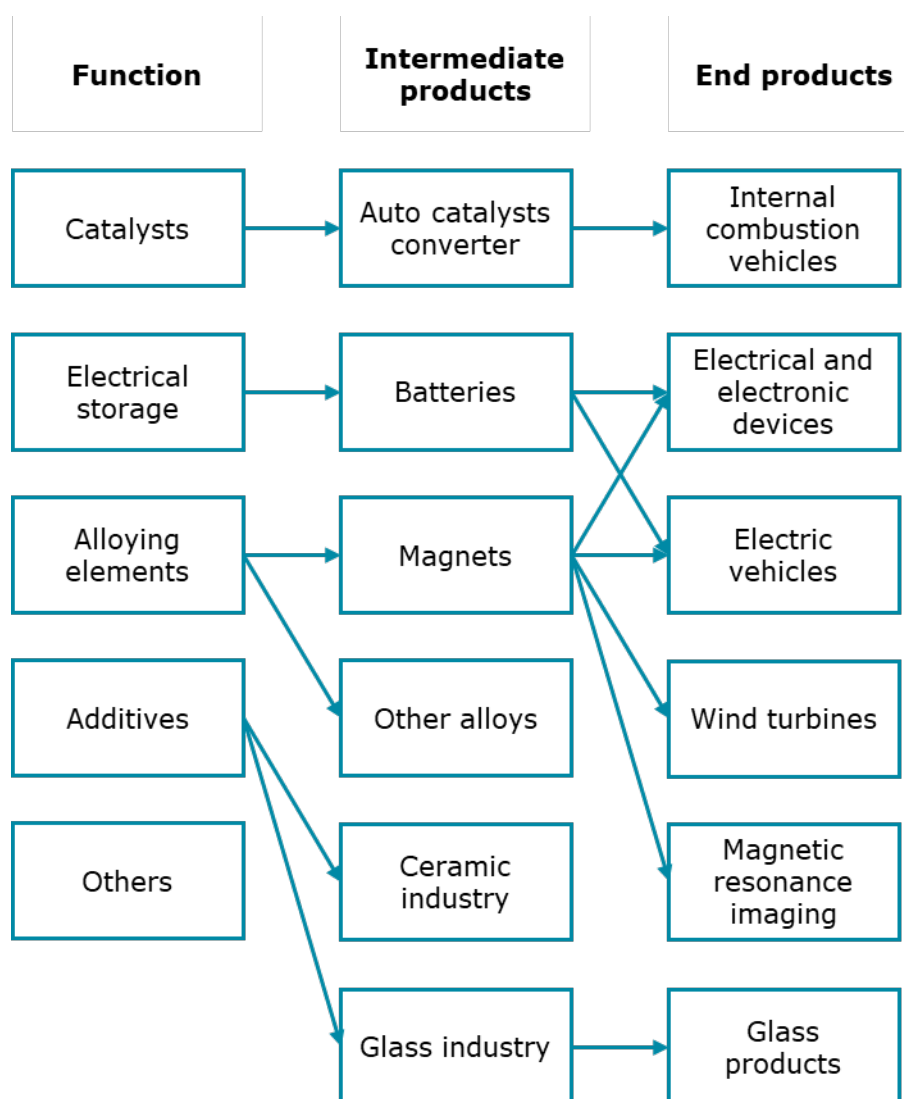 Function
Intermediate
products
End products
Catalysts
Auto catalysts
converter
Internal
combustion
vehicles
Electrical
storage
Batteries
Electrical and
electronic
devices
Alloying
elements
Magnets
Electric
vehicles
Additives
Other alloys
Wind turbines
Others
Ceramic
industry
Magnetic
resonance
imaging
Glass industry
Glass
products